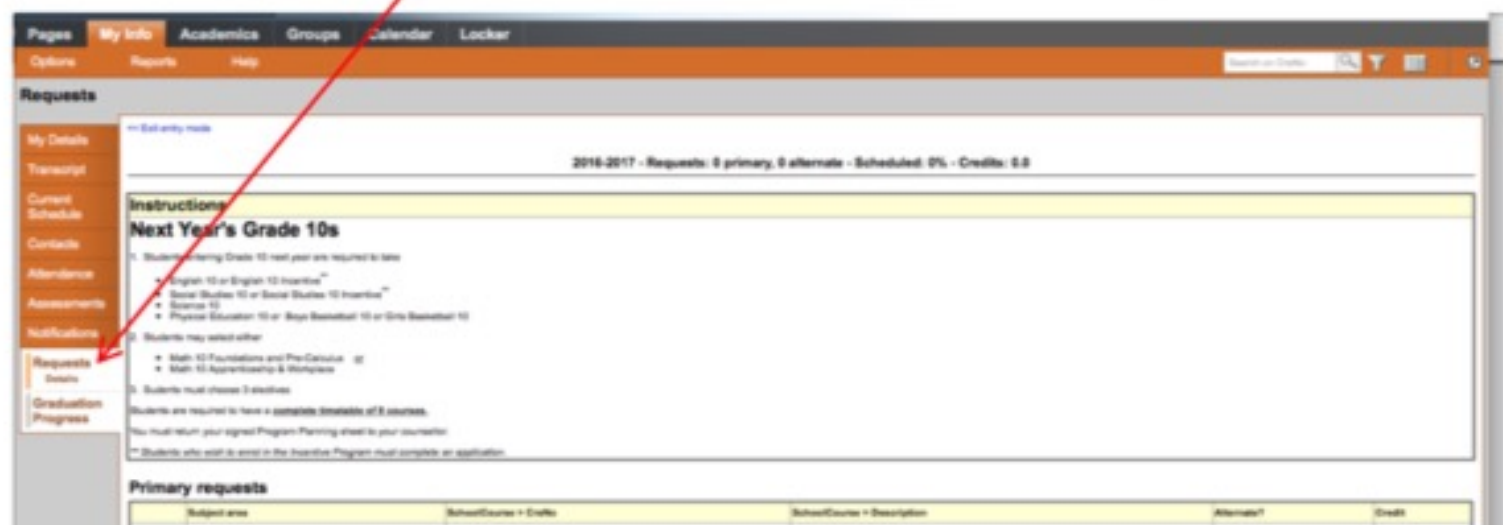 Pages My Info Academics Groups Calendar Locker
Options Reports Help
Requests
My Details
Transcript
Current
Schedule
Contacts
Attendance
Assessments
Notifications
Requests
Details
Graduation
Progress
<< Exit entry mode
2016-2017 - Requests: 0 primary, 0 alternate - Scheduled: 0% - Credits: 0.0
Instructions
Next Year's Grade 10s
1. Students entering Grade 10 next year are required to take
English 10 or English 10 Incentive**
Social Studies 10 or Social Studies 10 Incentive**
Science 10
Physical Education 10 or Boys Basketball 10 or Girls Basketball 10
2. Students may select either
Math 10 Foundations and Pre-Calculus or
Math 10 Apprenticeship & Workplace
3. Students must choose 3 electives
Students are required to have a complete timetable of 8 courses.
You must return your signed Program Planning sheet to your counsellor.
** Students who wish to enrol in the Incentive Program must complete an application.
Primary requests
Subject area SchoolCourse > CrsNo SchoolCourse > Description Alternate? Credit